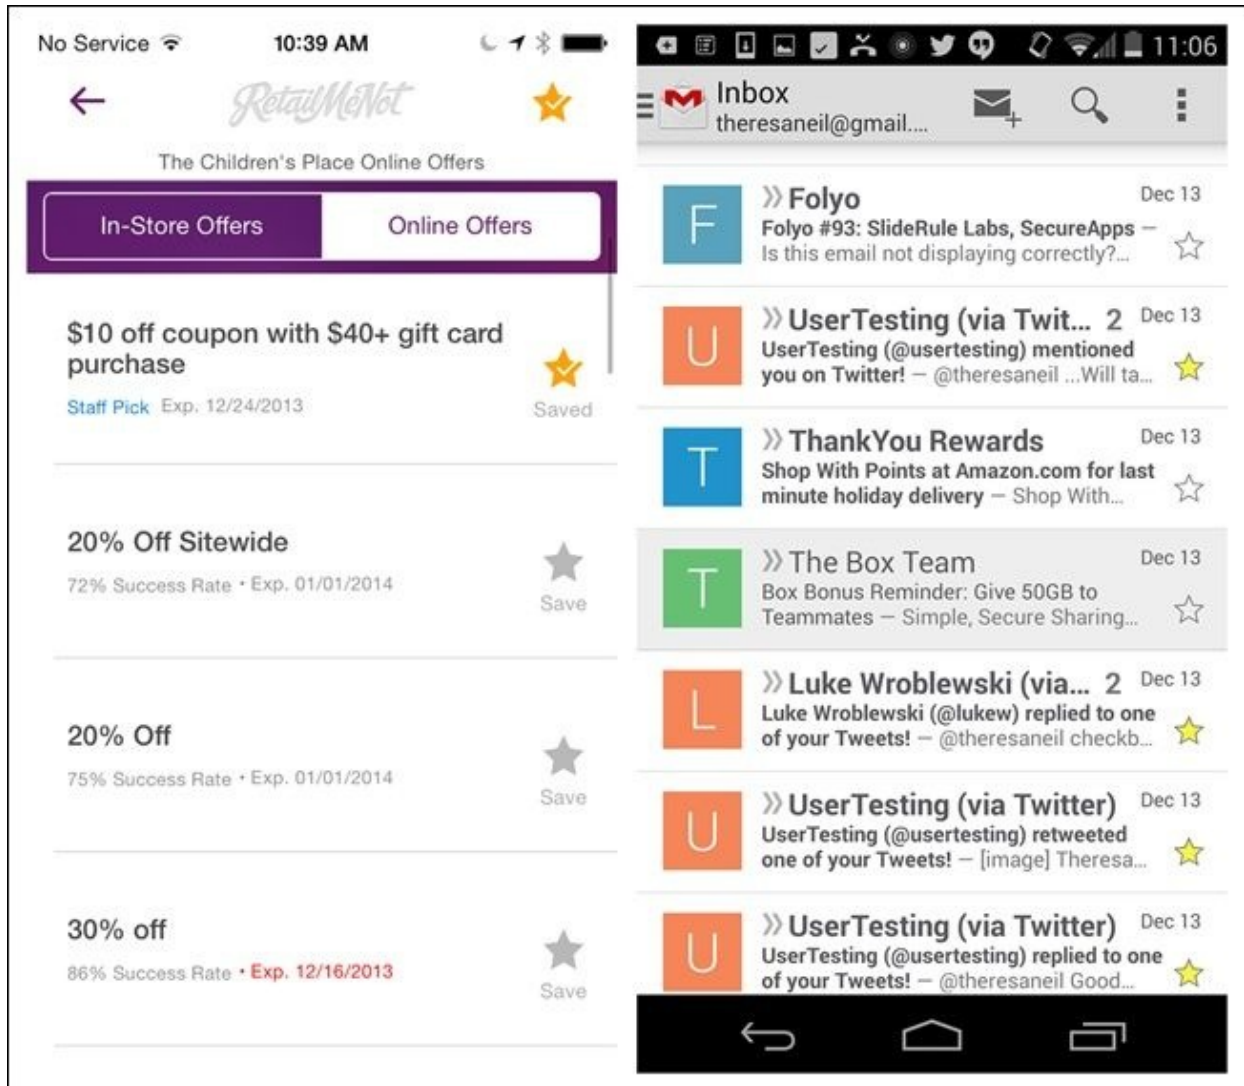 No Service 10:39 AM
RetailMeNot
The Children's Place Online Offers
In-Store Offers Online Offers
$10 off coupon with $40+ gift card
purchase
Staff Pick Exp. 12/24/2013
Saved
20% Off Sitewide
72% Success Rate • Exp. 01/01/2014
Save
20% Off
75% Success Rate • Exp. 01/01/2014
Save
30% off
86% Success Rate • Exp. 12/16/2013
Save
11:06
Inbox
theresaneil@gmail....
F
» Folyo Dec 13
Folyo #93: SlideRule Labs, SecureApps –
Is this email not displaying correctly?...
U
» UserTesting (via Twit... 2 Dec 13
UserTesting (@usertesting) mentioned
you on Twitter! – @theresaneil ...Will ta...
T
» ThankYou Rewards Dec 13
Shop With Points at Amazon.com for last
minute holiday delivery – Shop With...
T
» The Box Team Dec 13
Box Bonus Reminder: Give 50GB to
Teammates – Simple, Secure Sharing...
L
» Luke Wroblewski (via... 2 Dec 13
Luke Wroblewski (@lukew) replied to one
of your Tweets! – @theresaneil checkb...
U
» UserTesting (via Twitter) Dec 13
UserTesting (@usertesting) retweeted
one of your Tweets! – [image] Theresa...
U
» UserTesting (via Twitter) Dec 13
UserTesting (@usertesting) replied to one
of your Tweets! – @theresaneil Good...